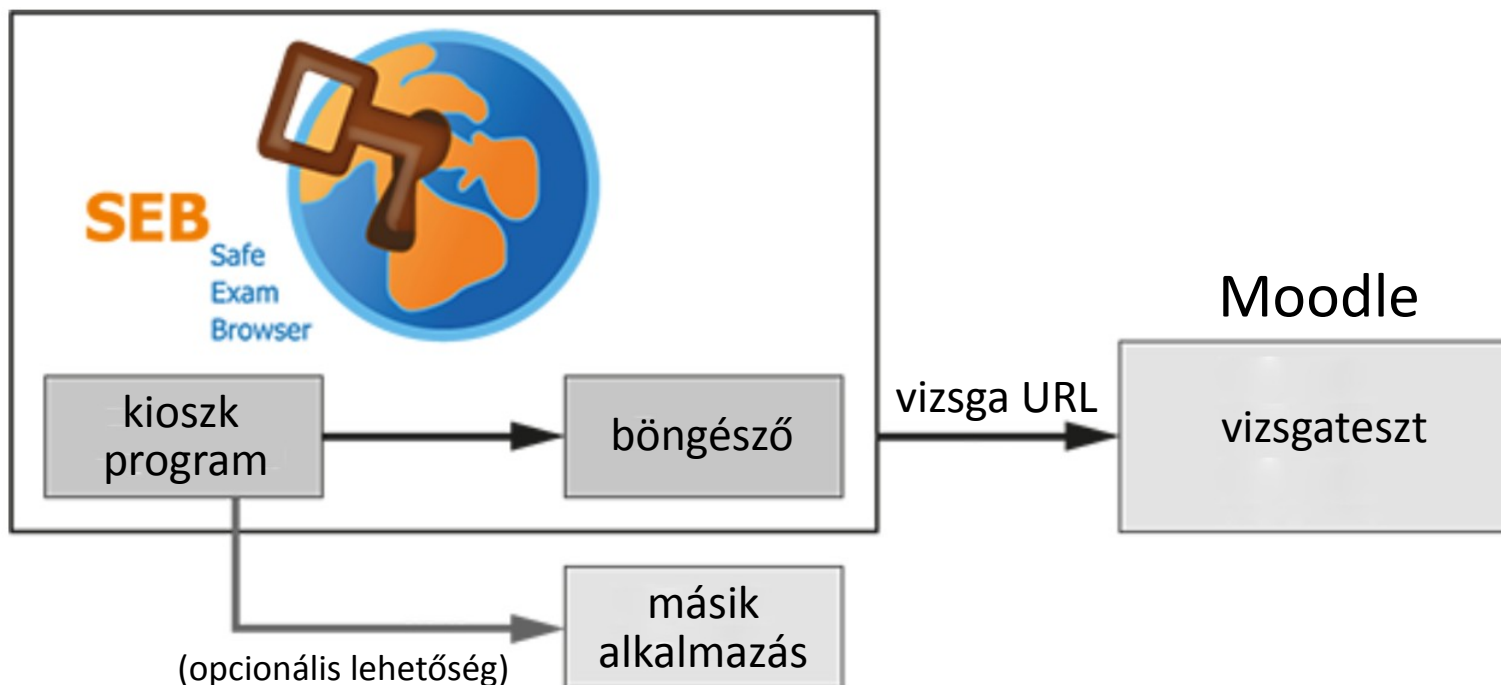 SEB
Safe
Exam
Browser
kioszk
program
böngésző
vizsga URL
Moodle
vizsgateszt
másik
alkalmazás
(opcionális lehetőség)